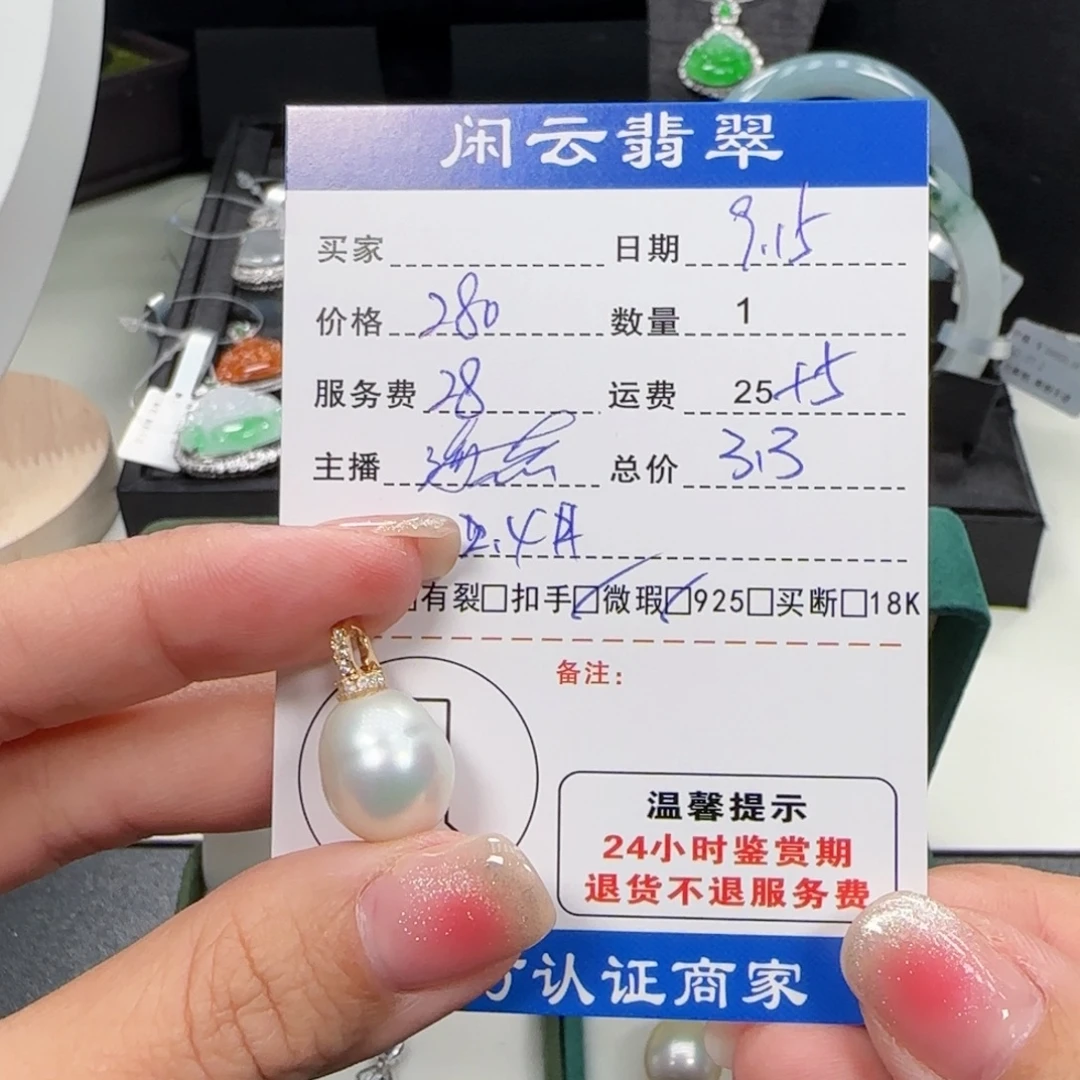 闲云翡翠
买家 日期 9.15
价格 280 数量 1
服务费 28 运费 25+5
主播 总价 313
有裂□扣手☑微瑕☑925□买断□18K
备注：
温馨提示
24小时鉴赏期
退货不退服务费
认证商家